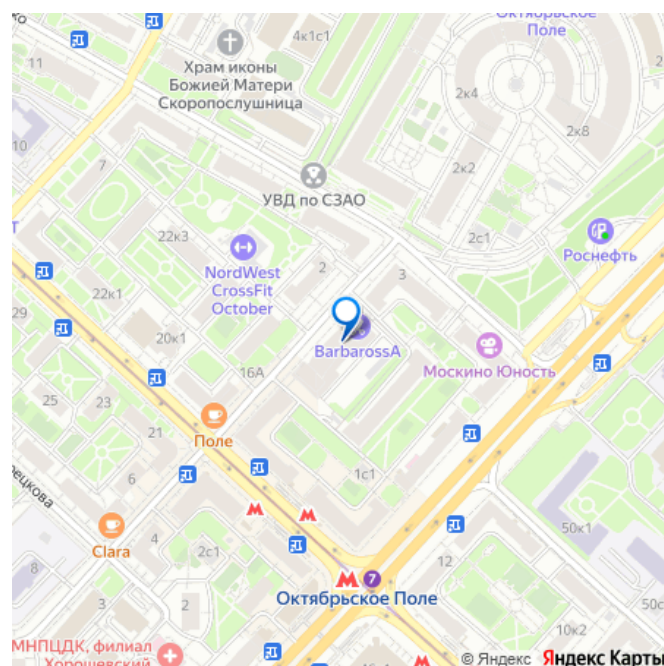 Октябрьское
Поле
4к1с1
11
Храм иконы
Божией Матери
Скоропослушница
2к4
2к8
10
7
2к2
УВД по СЗАО
2с1
22к3
Т
NordWest
CrossFit
October
2
3
Роснефть
22к1
29
20к1
BarbarossA
16А
Москино Юность
25
23
21
Поле
6
1с1
рецкова
М
М
50к1
Clara
4
2с1
12
8
М
7
Октябрьское Поле
3
2
50с
10к2
МНПЦДК, филиал
Хорошевский
М
© Яндекс Яндекс Карты